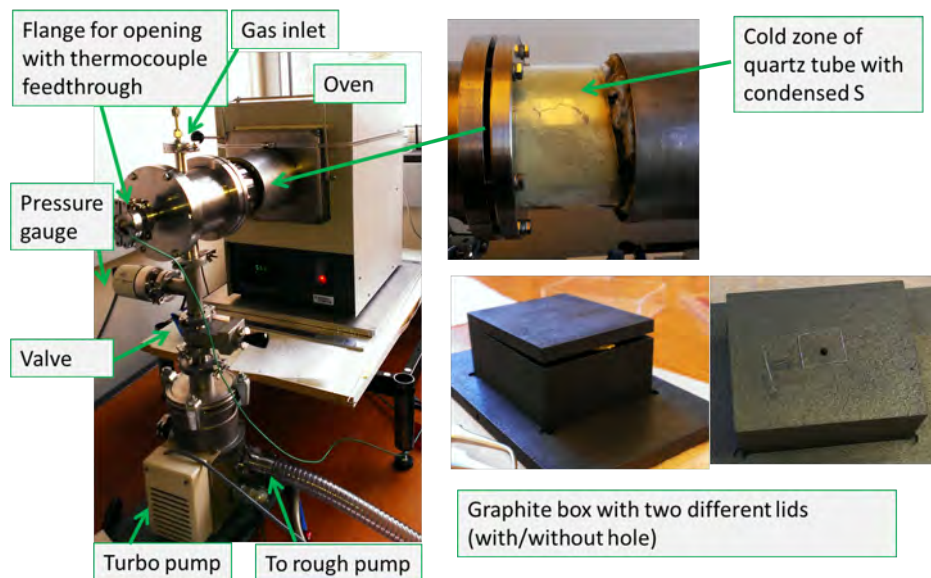 Flange for opening
with thermocouple
feedthrough
Gas inlet
Oven
Cold zone of
quartz tube with
condensed S
Pressure
gauge
Valve
Turbo pump
To rough pump
Graphite box with two different lids
(with/without hole)